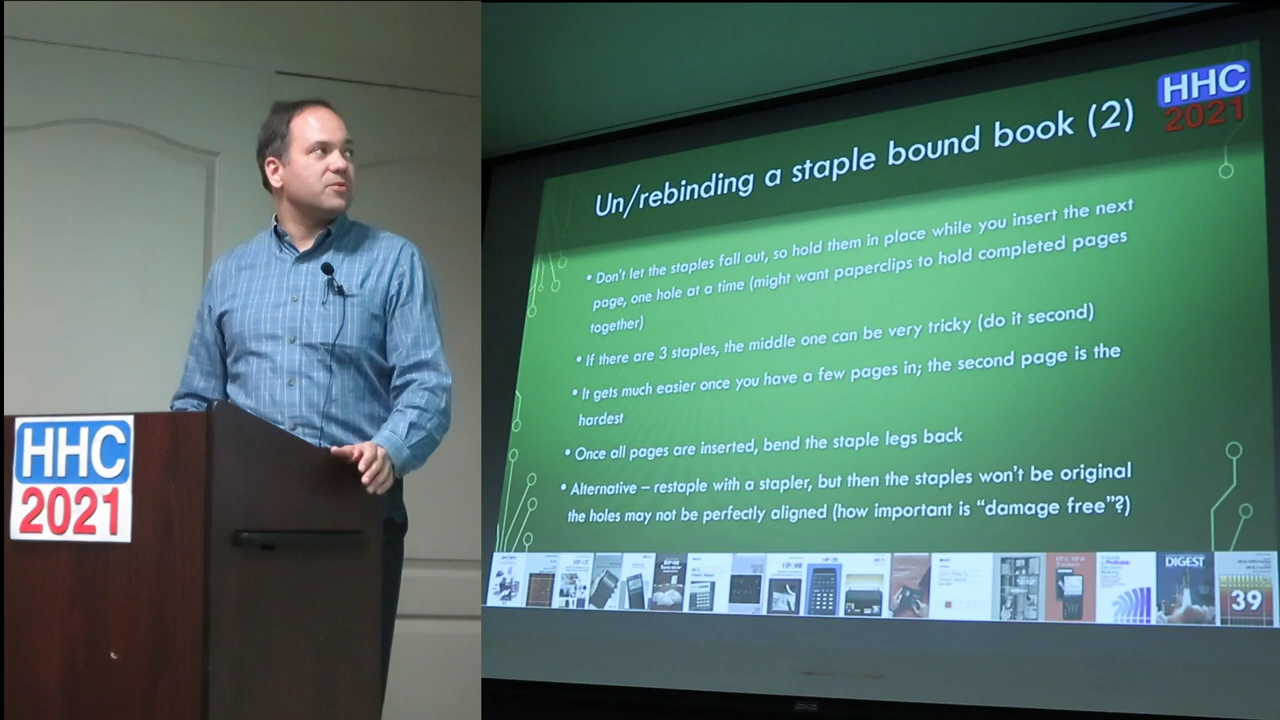 HHC
2021
HHC
2021
Un/rebinding a staple bound book (2)
• Don't let the staples fall out, so hold them in place while you insert the next
page, one hole at a time (might want paperclips to hold completed pages
together)
• If there are 3 staples, the middle one can be very tricky (do it second)
• It gets much easier once you have a few pages in; the second page is the
hardest
• Once all pages are inserted, bend the staple legs back
• Alternative – restaple with a stapler, but then the staples won't be original
the holes may not be perfectly aligned (how important is "damage free"?)
DIGEST
39